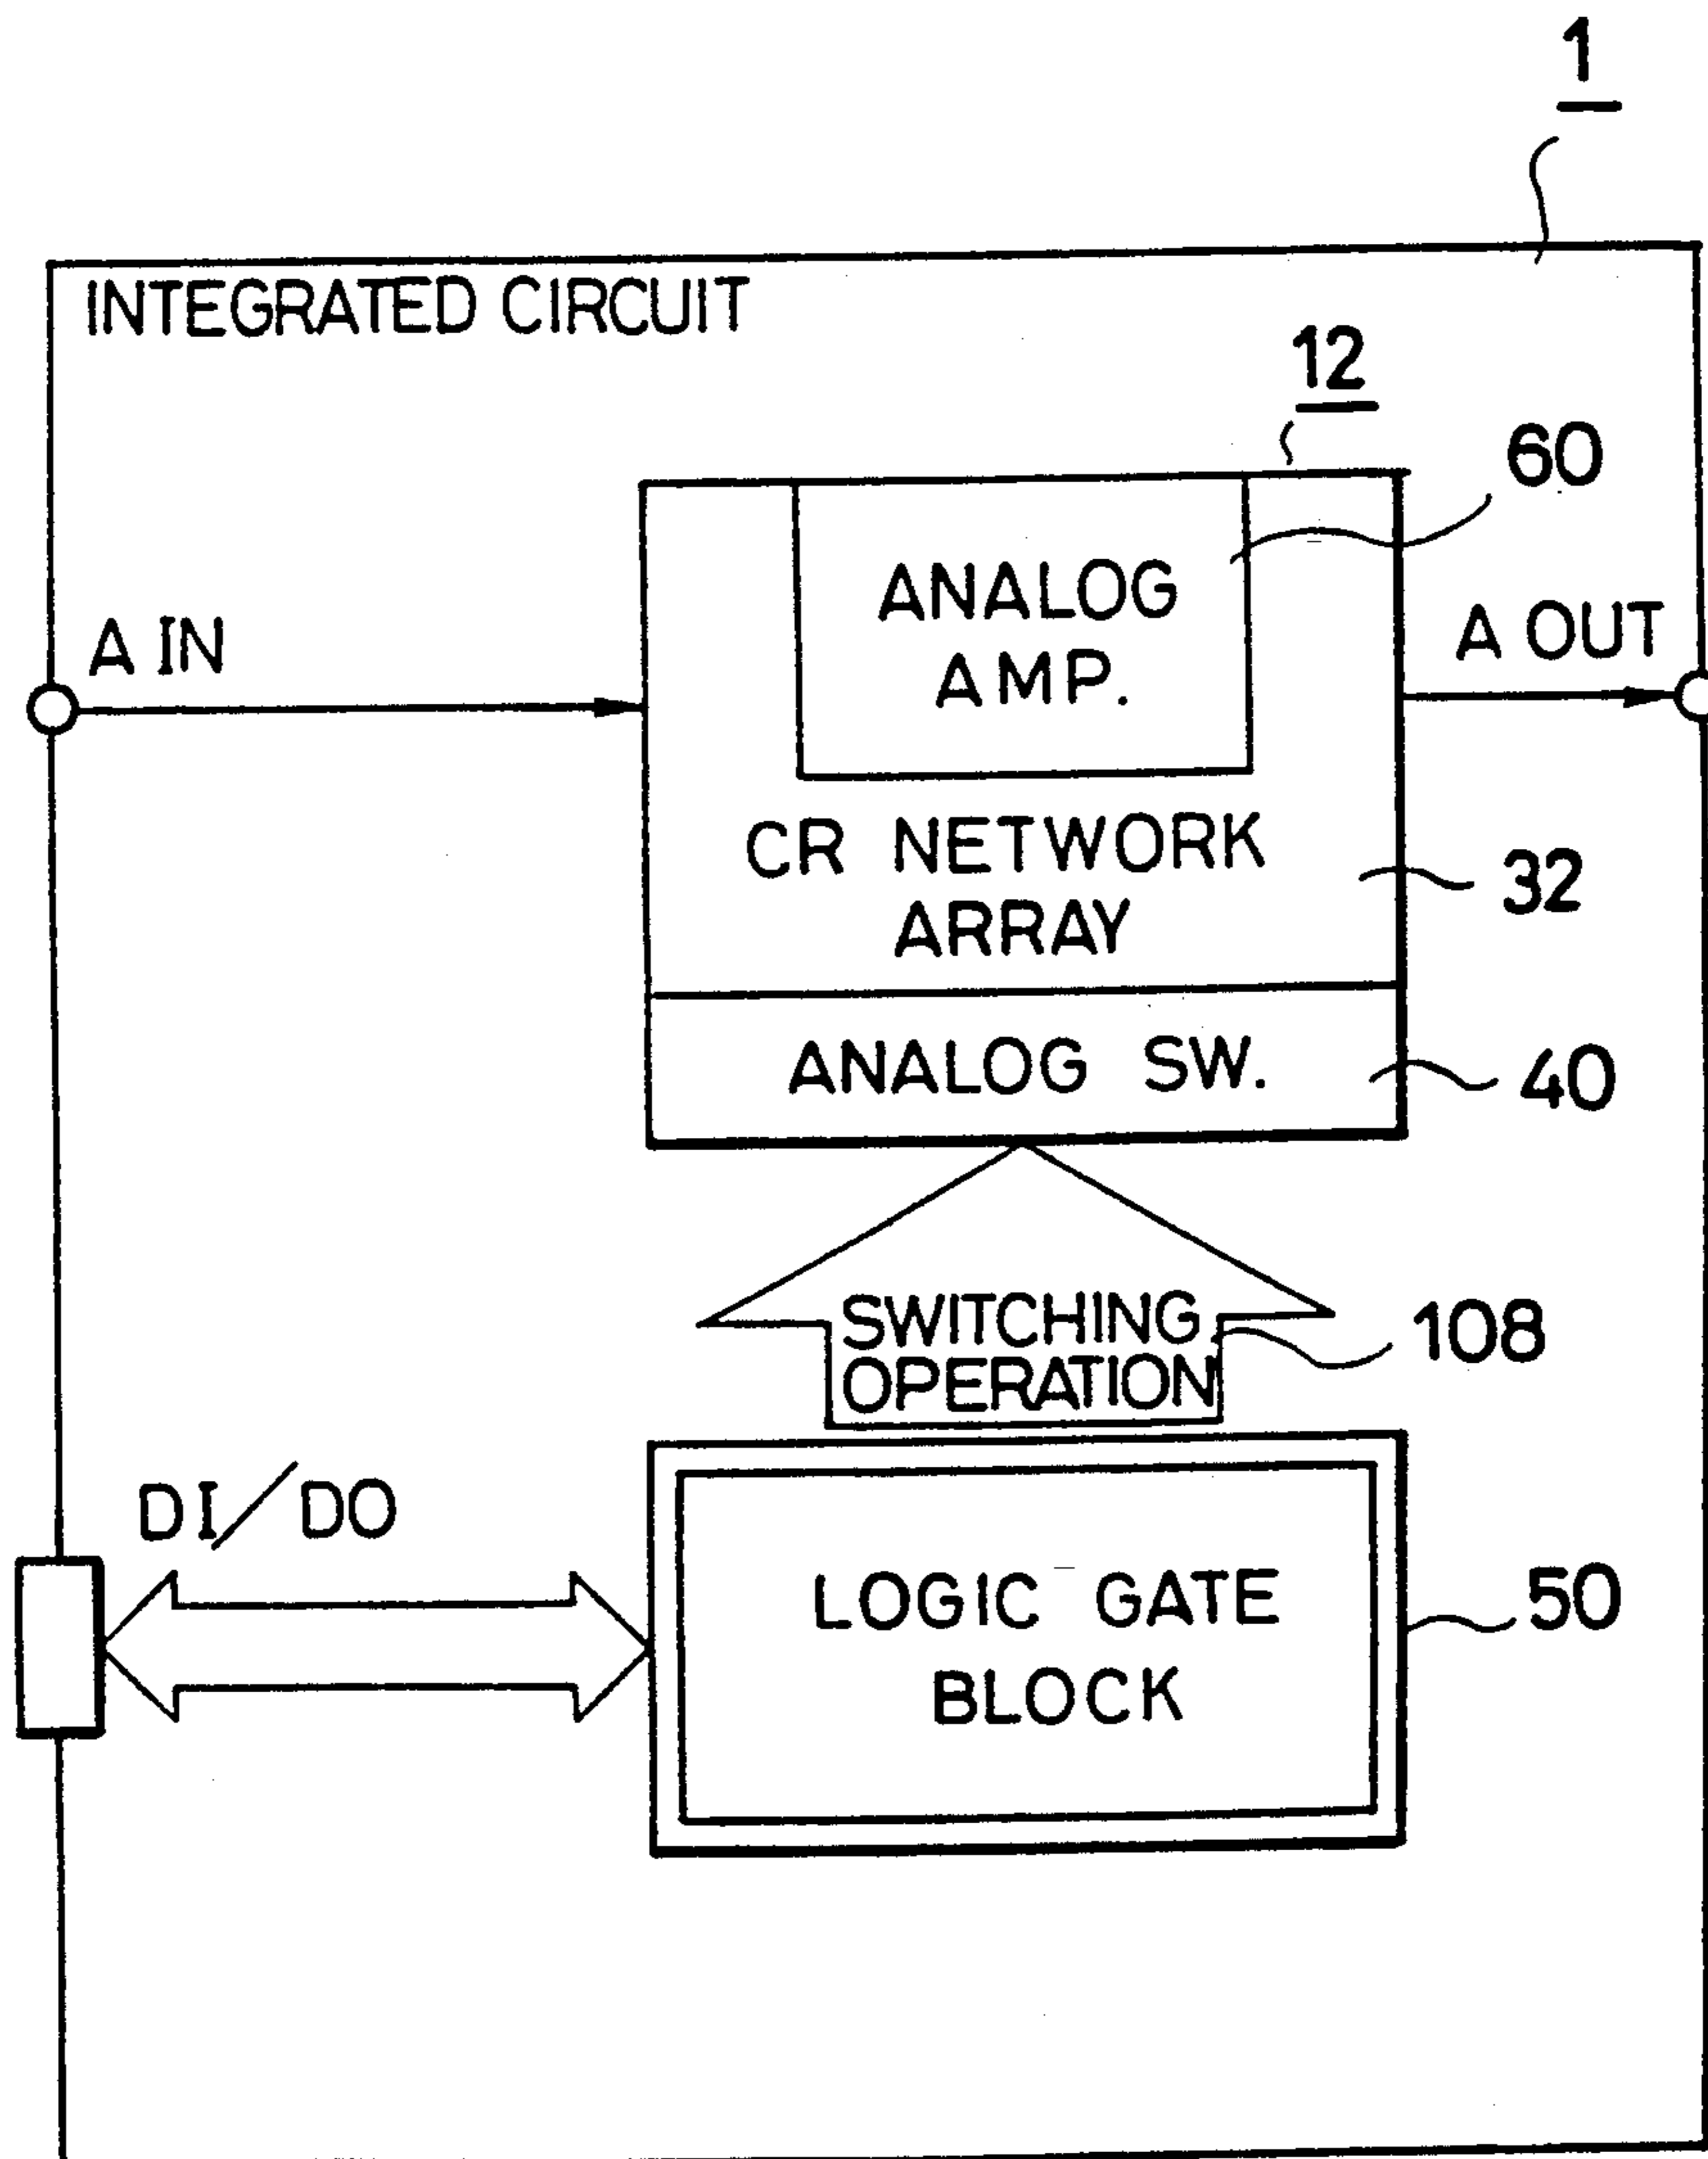 1
INTEGRATED CIRCUIT
12
60
ANALOG
AMP.
A IN
A OUT
CR NETWORK
ARRAY
32
ANALOG SW.
40
SWITCHING
OPERATION
108
DI/DO
LOGIC GATE
BLOCK
50